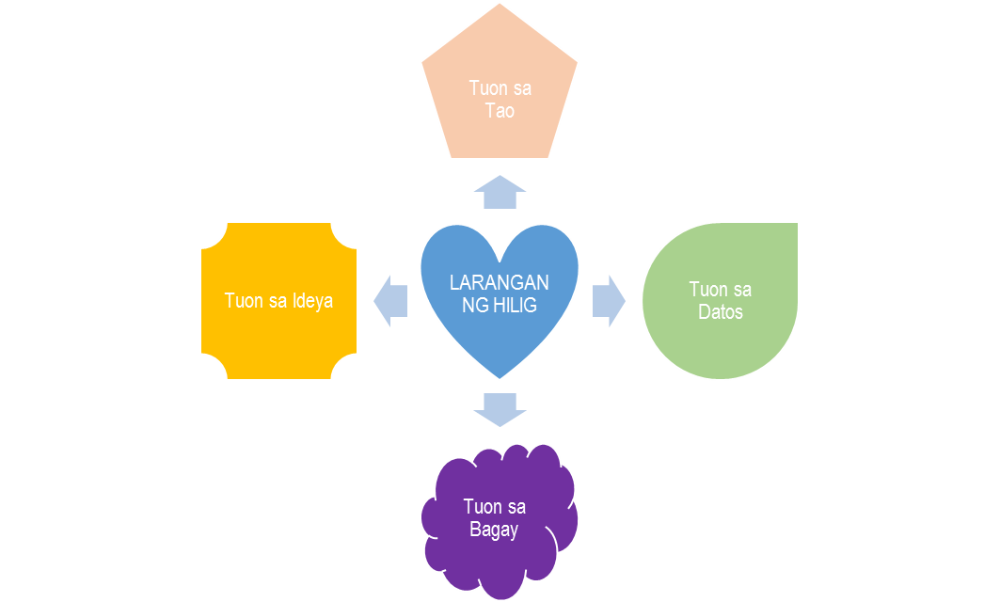 Tuon sa
Tao
Tuon sa Ideya
LARANGAN
NG HILIG
Tuon sa
Datos
Tuon sa
Bagay